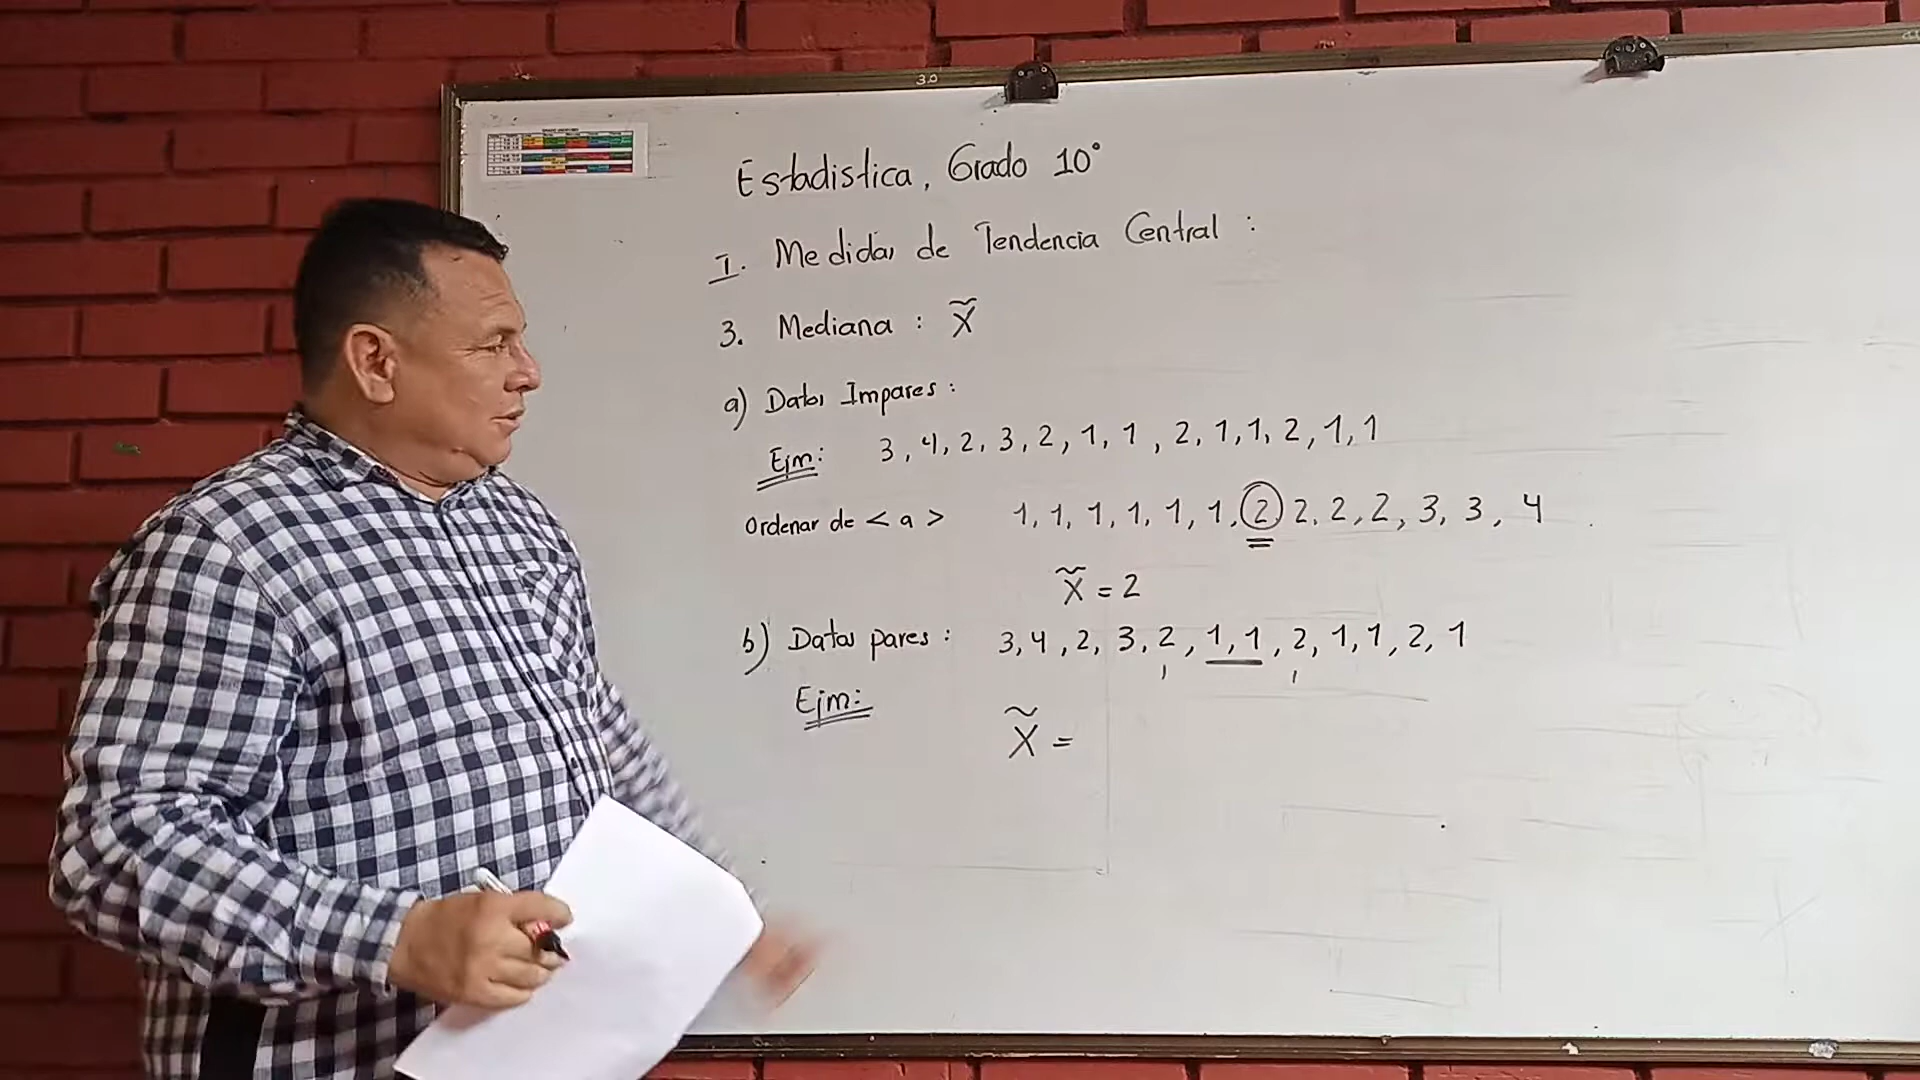 3.0
Estadistica, Grado 10°
I. Medidas de Tendencia Central :
3. Mediana : X̃
a) Datos Impares :
Ejm: 3, 4, 2, 3, 2, 1, 1, 2, 1, 1, 2, 1, 1
Ordenar de < a > 1, 1, 1, 1, 1, 1, 2 2, 2, 2, 3, 3, 4
X̃ = 2
b) Datos pares : 3, 4, 2, 3, 2, 1, 1, 2, 1, 1, 2, 1
Ejm:
X̃ =